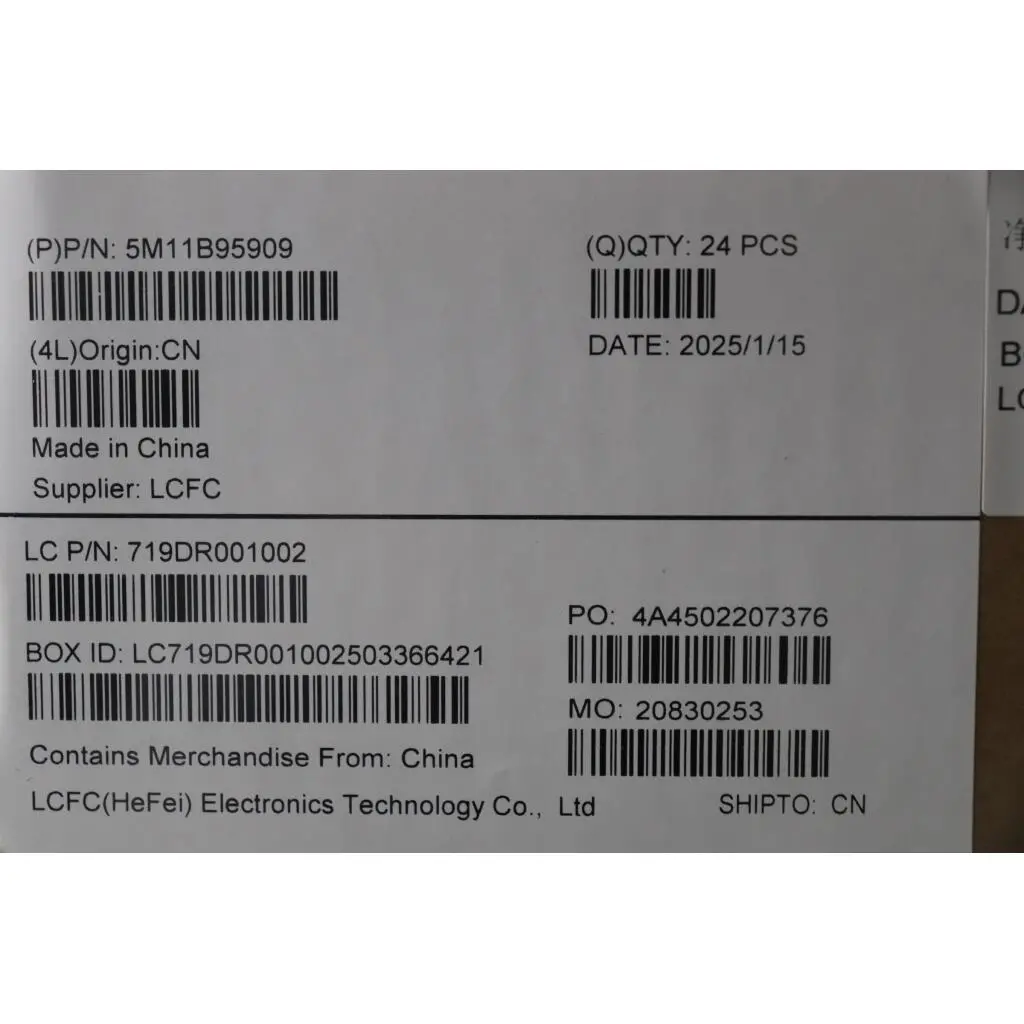 (P)P/N: 5M11B95909
(Q)QTY: 24 PCS
(4L)Origin:CN
DATE: 2025/1/15
Made in China
Supplier: LCFC
LC P/N: 719DR001002
PO: 4A4502207376
BOX ID: LC719DR001002503366421
MO: 20830253
Contains Merchandise From: China
LCFC(HeFei) Electronics Technology Co., Ltd
SHIPTO: CN